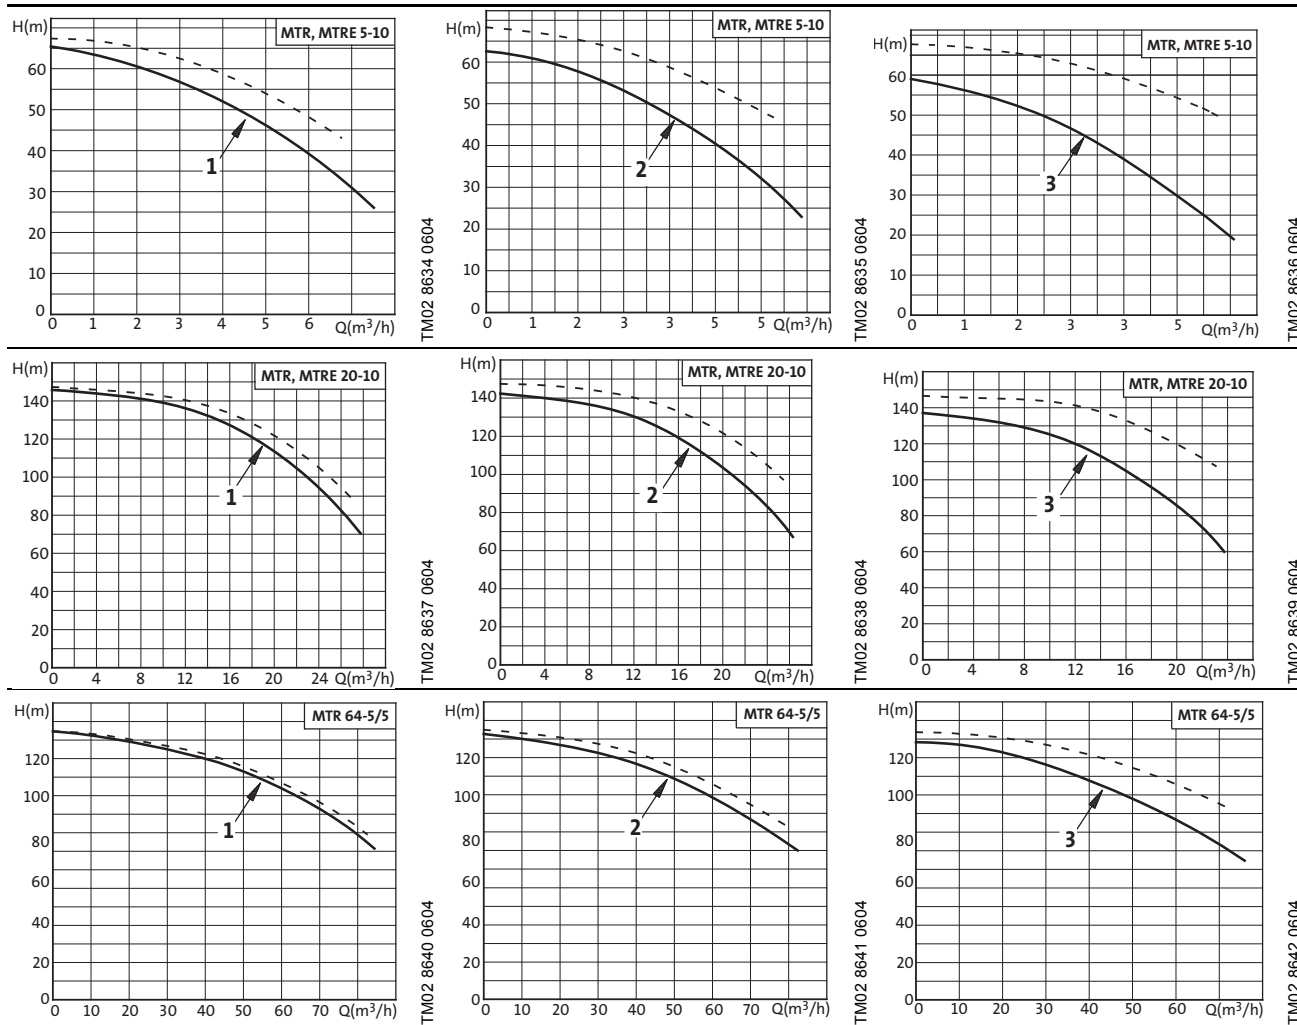 H(m)
MTR, MTRE 5-10
60
50
40
30
20
10
0
1
0 1 2 3 4 5 6 Q(m³/h)
TM02 8634 0604
H(m)
MTR, MTRE 5-10
60
50
40
30
20
10
0
2
0 1 2 3 3 5 5 Q(m³/h)
TM02 8635 0604
H(m)
MTR, MTRE 5-10
60
50
40
30
20
10
0
3
0 1 2 3 3 5 Q(m³/h)
TM02 8636 0604
H(m)
MTR, MTRE 20-10
140
120
100
80
60
40
20
0
1
0 4 8 12 16 20 24 Q(m³/h)
TM02 8637 0604
H(m)
MTR, MTRE 20-10
140
120
100
80
60
40
20
0
2
0 4 8 12 16 20 Q(m³/h)
TM02 8638 0604
H(m)
MTR, MTRE 20-10
140
120
100
80
60
40
20
0
3
0 4 8 12 16 20 Q(m³/h)
TM02 8639 0604
H(m)
MTR 64-5/5
120
100
80
60
40
20
0
1
0 10 20 30 40 50 60 70 Q(m³/h)
TM02 8640 0604
H(m)
MTR 64-5/5
120
100
80
60
40
20
0
2
0 10 20 30 40 50 60 70 Q(m³/h)
TM02 8641 0604
H(m)
MTR 64-5/5
120
100
80
60
40
20
0
3
0 10 20 30 40 50 60 Q(m³/h)
TM02 8642 0604